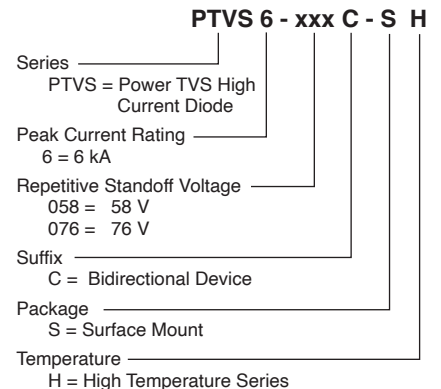 PTVS 6 - xxx C - S H
Series
PTVS = Power TVS High
Current Diode
Peak Current Rating
6 = 6 kA
Repetitive Standoff Voltage
058 = 58 V
076 = 76 V
Suffix
C = Bidirectional Device
Package
S = Surface Mount
Temperature
H = High Temperature Series